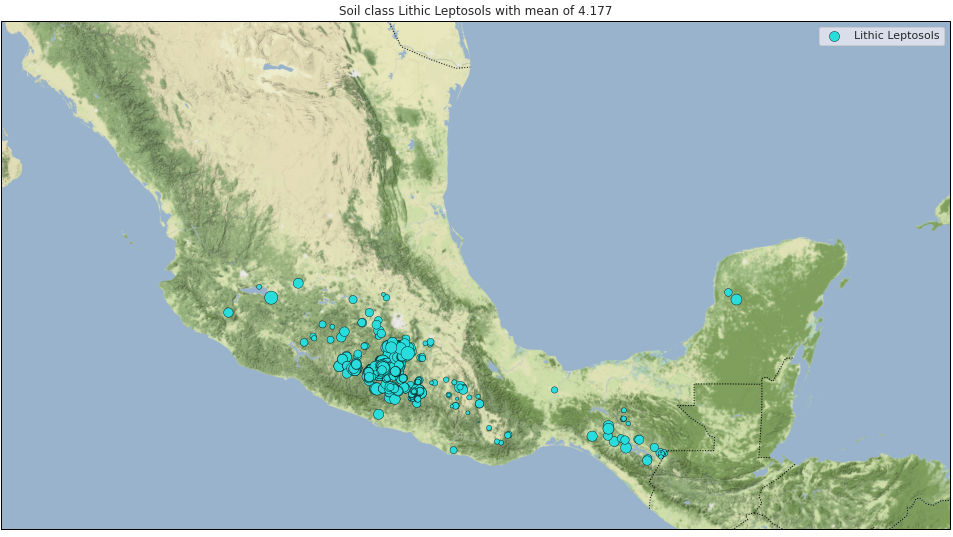 Soil class Lithic Leptosols with mean of 4.177
Lithic Leptosols